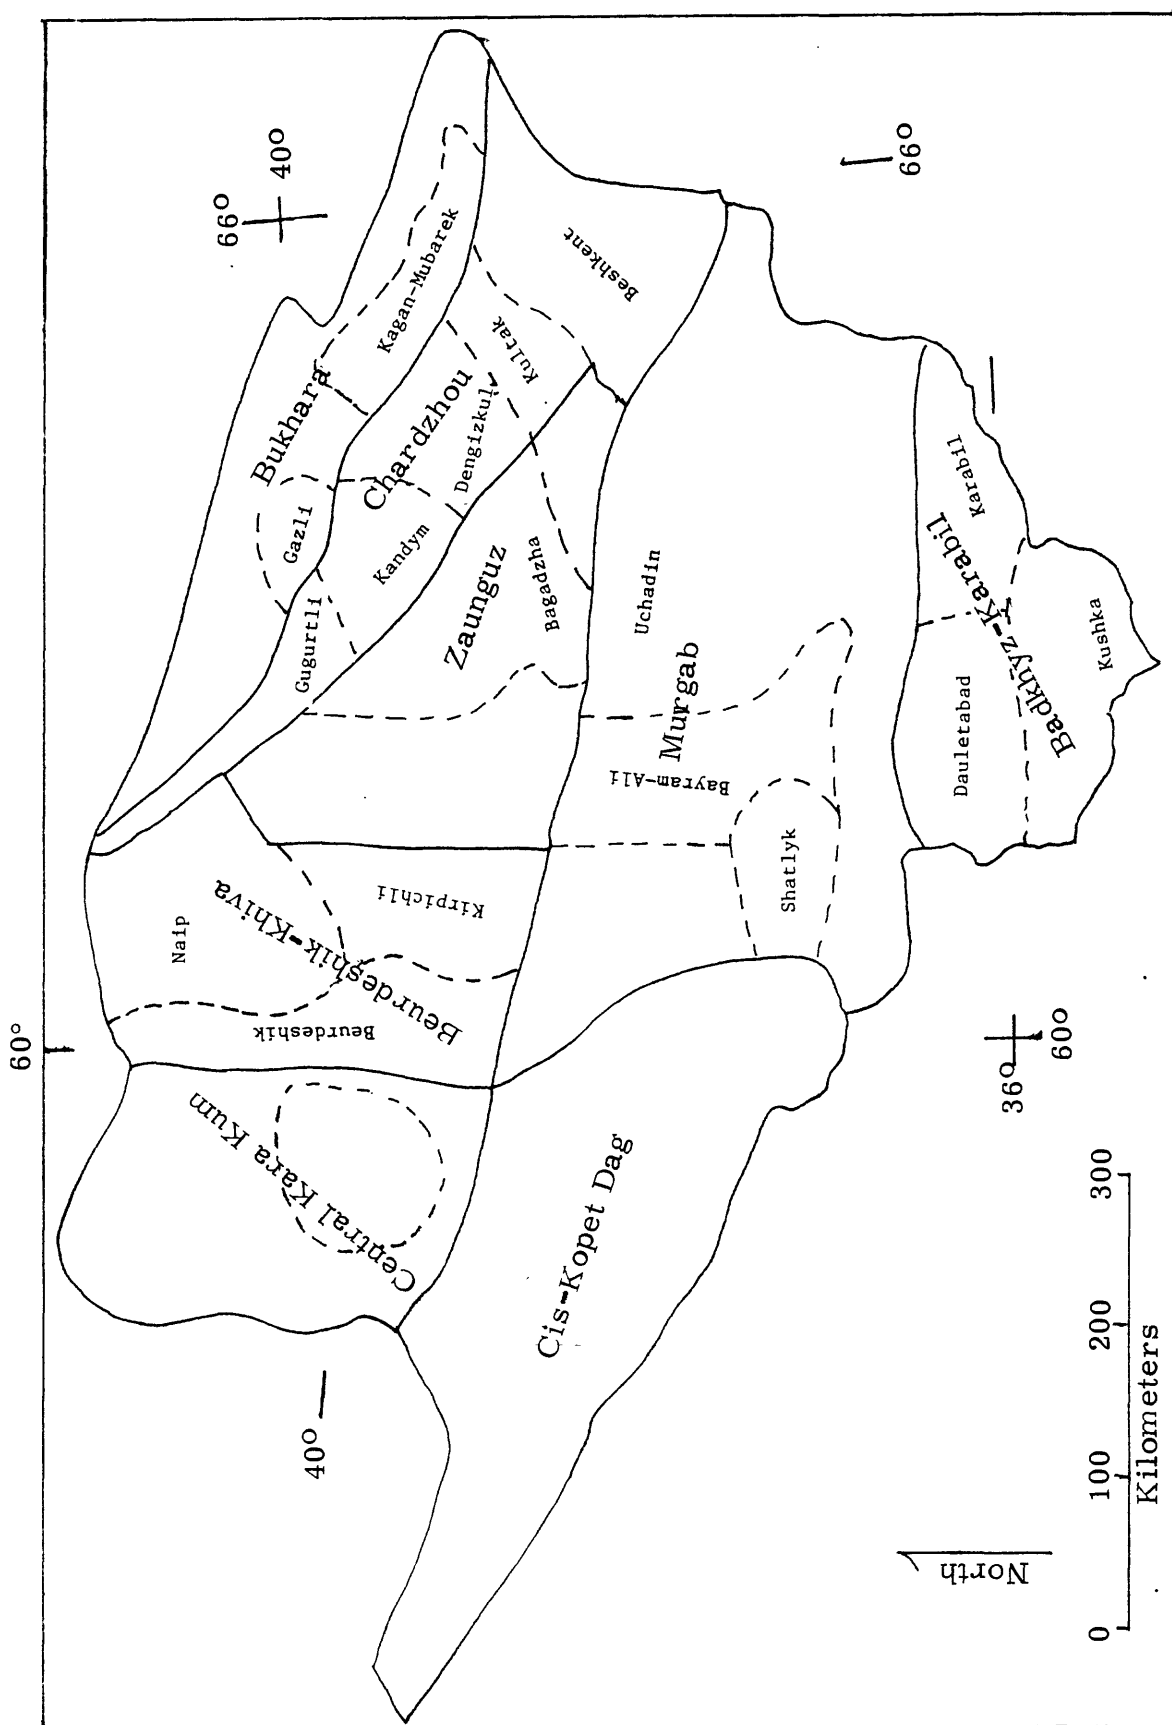 60°
66°
40°
Bukhara
Kagan-Mubarek
Gazli
Chardzhou
Gugurtli
Kandym
Dengizkul
Kultak
Beshkent
Zaunguz
Bagadzha
Naip
Beurdeshik-Khiva
Kirpichli
Beurdeshik
Central Kara Kum
Uchadin
Murgab
Bayram-Ali
Shatlyk
66°
Karabil
Badkhyz-Karabil
Dauletabad
Kushka
Cis-Kopet Dag
40°
36°
60°
North
0 100 200 300
Kilometers